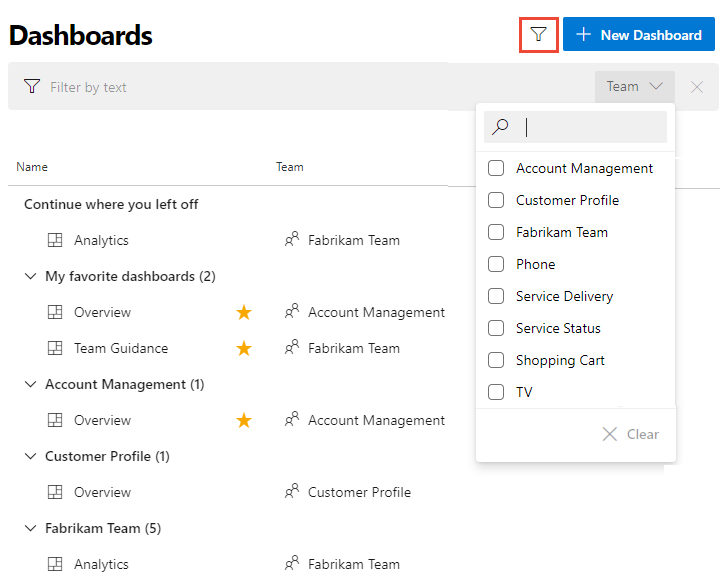 Dashboards
New Dashboard
Filter by text
Team
Name Team
Continue where you left off
Analytics Fabrikam Team
My favorite dashboards (2)
Overview Account Management
Team Guidance Fabrikam Team
Account Management (1)
Overview Account Management
Customer Profile (1)
Overview Customer Profile
Fabrikam Team (5)
Analytics Fabrikam Team
Account Management
Customer Profile
Fabrikam Team
Phone
Service Delivery
Service Status
Shopping Cart
TV
Clear